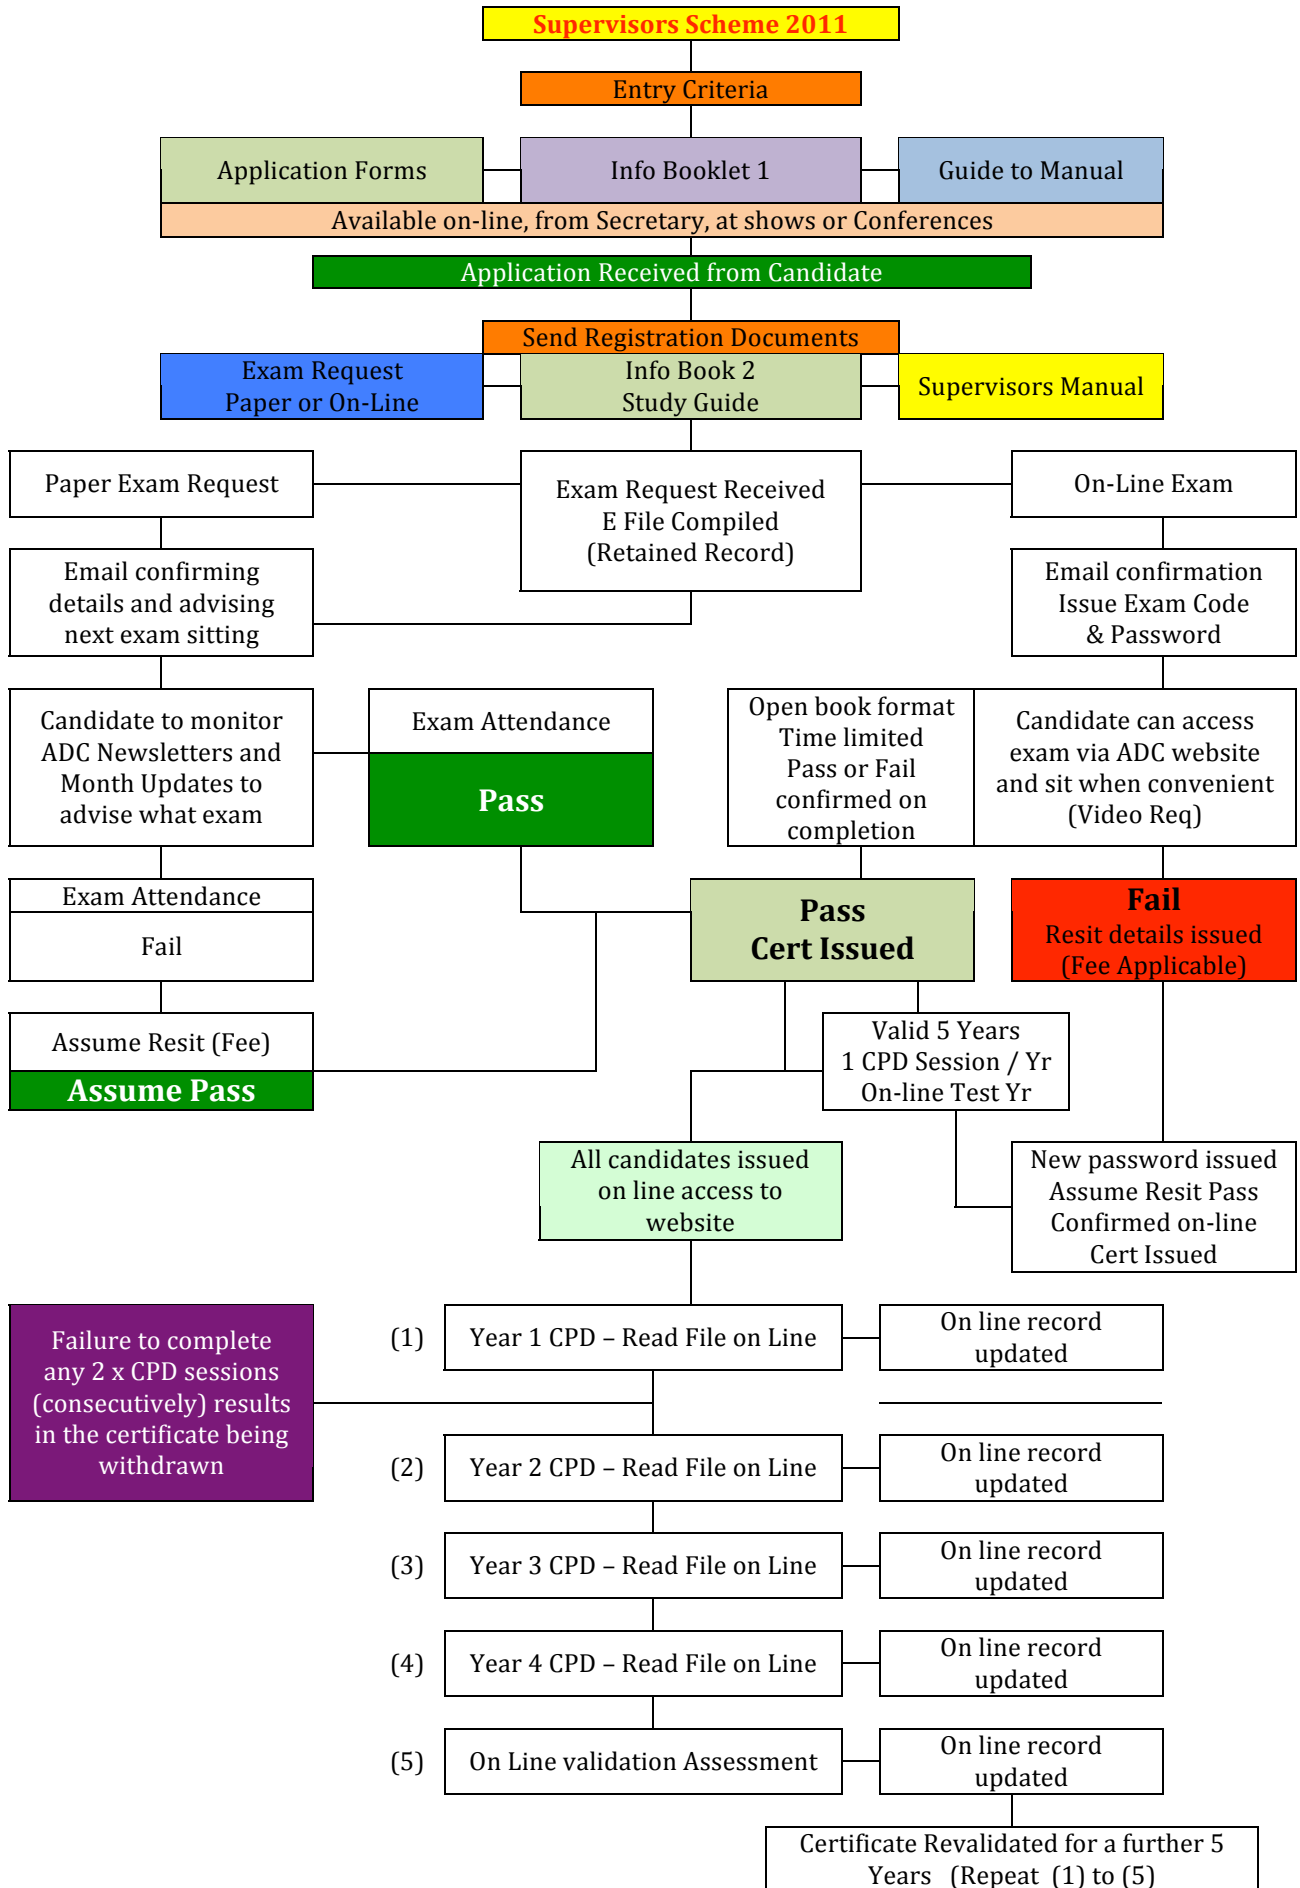 Supervisors Scheme 2011
Entry Criteria
Application Forms
Info Booklet 1
Guide to Manual
Available on-line, from Secretary, at shows or Conferences
Application Received from Candidate
Send Registration Documents
Exam Request
Paper or On-Line
Info Book 2
Study Guide
Supervisors Manual
Paper Exam Request
Exam Request Received
E File Compiled
(Retained Record)
On-Line Exam
Email confirming
details and advising
next exam sitting
Email confirmation
Issue Exam Code
& Password
Candidate to monitor
ADC Newsletters and
Month Updates to
advise what exam
Exam Attendance
Pass
Open book format
Time limited
Pass or Fail
confirmed on
completion
Candidate can access
exam via ADC website
and sit when convenient
(Video Req)
Exam Attendance
Fail
Pass
Cert Issued
Fail
Resit details issued
(Fee Applicable)
Assume Resit (Fee)
Assume Pass
Valid 5 Years
1 CPD Session / Yr
On-line Test Yr
All candidates issued
on line access to
website
New password issued
Assume Resit Pass
Confirmed on-line
Cert Issued
Failure to complete
any 2 x CPD sessions
(consecutively) results
in the certificate being
withdrawn
(1)
Year 1 CPD – Read File on Line
On line record
updated
(2)
Year 2 CPD – Read File on Line
On line record
updated
(3)
Year 3 CPD – Read File on Line
On line record
updated
(4)
Year 4 CPD – Read File on Line
On line record
updated
(5)
On Line validation Assessment
On line record
updated
Certificate Revalidated for a further 5
Years (Repeat (1) to (5)